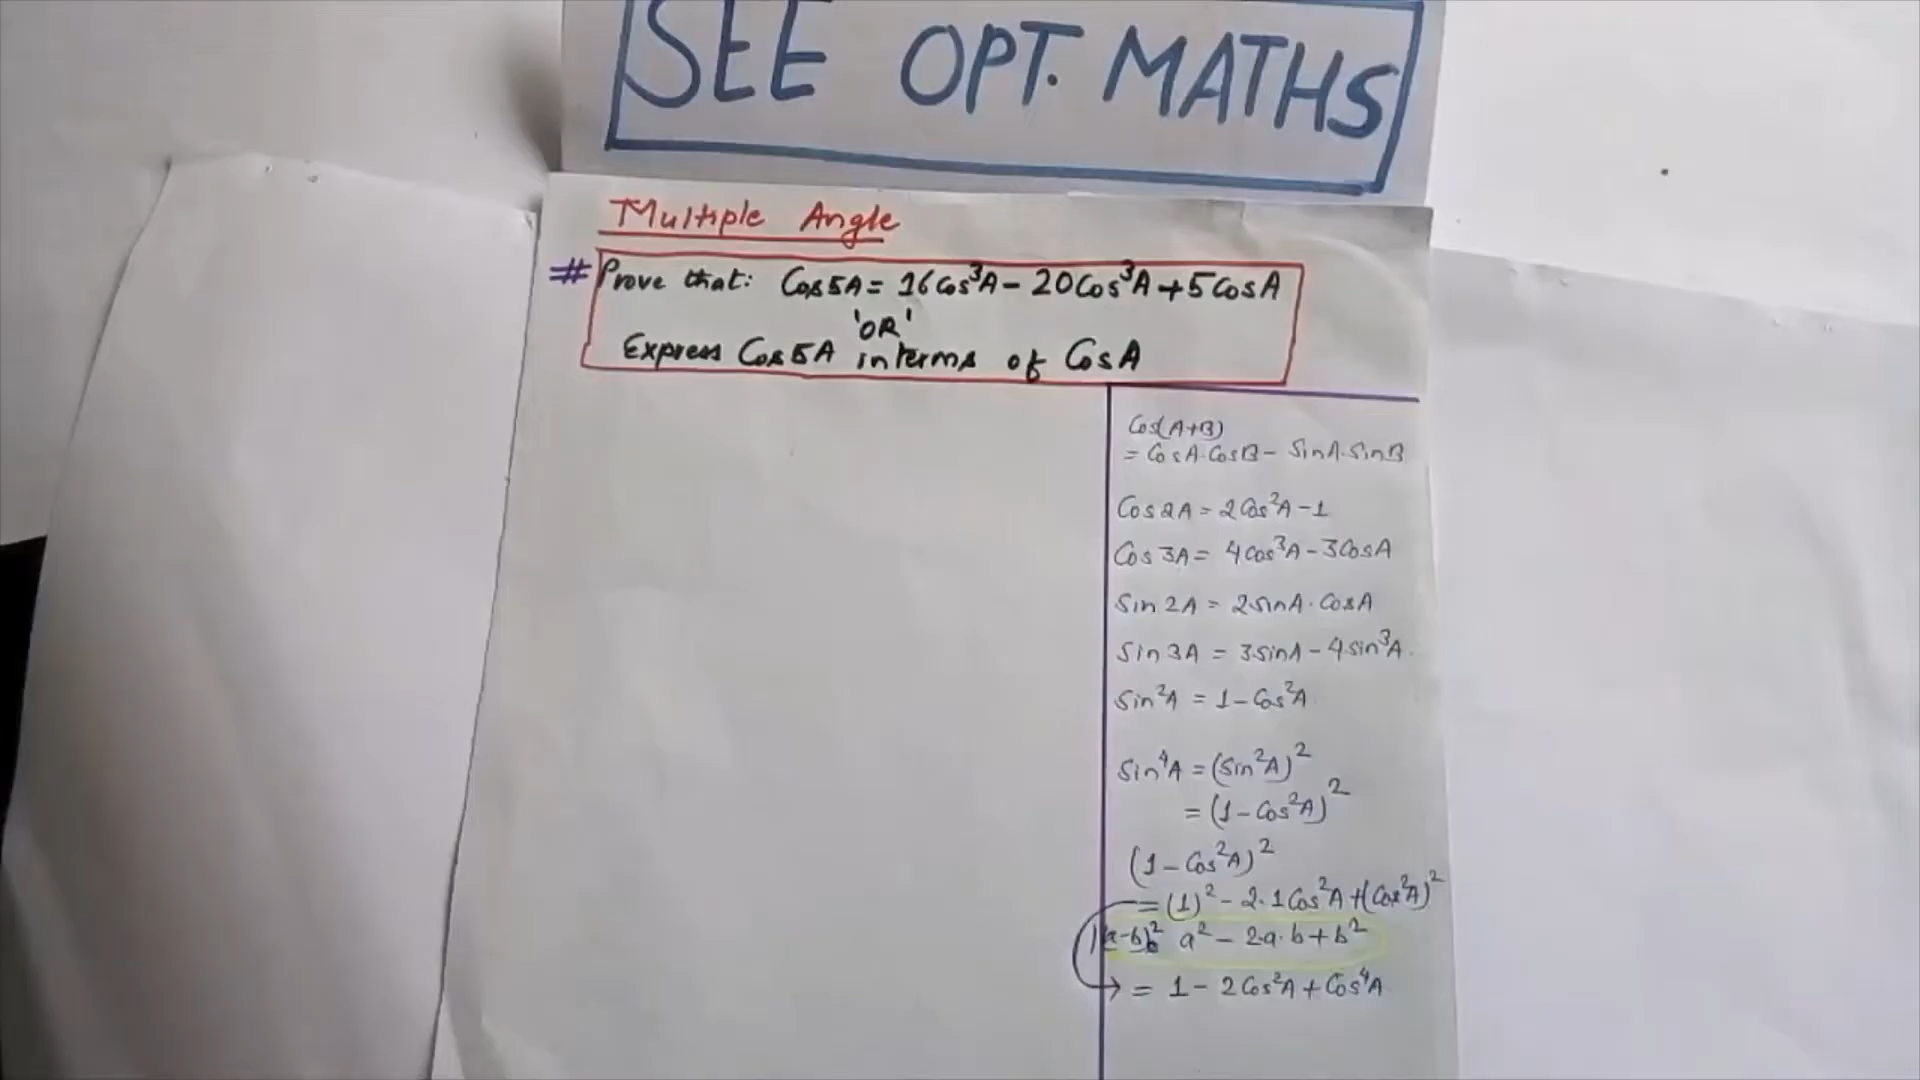 SEE OPT. MATHS
Multiple Angle
# Prove that: Cos5A = 16Cos³A - 20Cos³A + 5CosA
'OR'
Express Cos5A interms of CosA
Cos(A+B)
= CosA.CosB - SinA.SinB
Cos2A = 2Cos²A - 1
Cos3A = 4Cos³A - 3CosA
Sin2A = 2sinA.CosA
Sin3A = 3sinA - 4sin³A.
Sin²A = 1 - Cos²A
Sin⁴A = (Sin²A)²
= (1 - Cos²A)²
(1 - Cos²A)²
= (1)² - 2.1Cos²A + (Cos²A)²
(a-b)² a² - 2.a.b + b²
→ = 1 - 2Cos²A + Cos⁴A